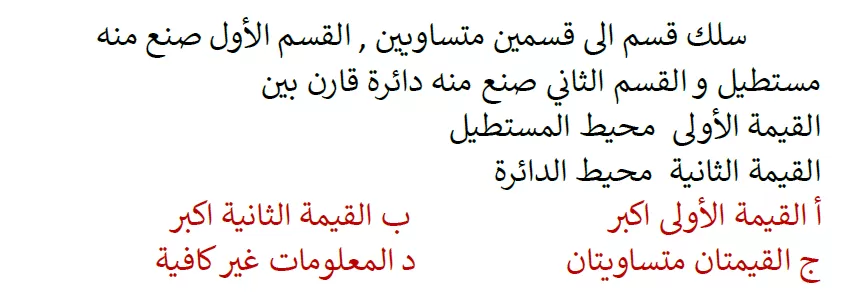 سلك قسم الى قسمين متساويين , القسم الأول صنع منه
مستطيل و القسم الثاني صنع منه دائرة قارن بين
القيمة الأولى محيط المستطيل
القيمة الثانية محيط الدائرة
أ القيمة الأولى اكبر ب القيمة الثانية اكبر
ج القيمتان متساويتان د المعلومات غير كافية